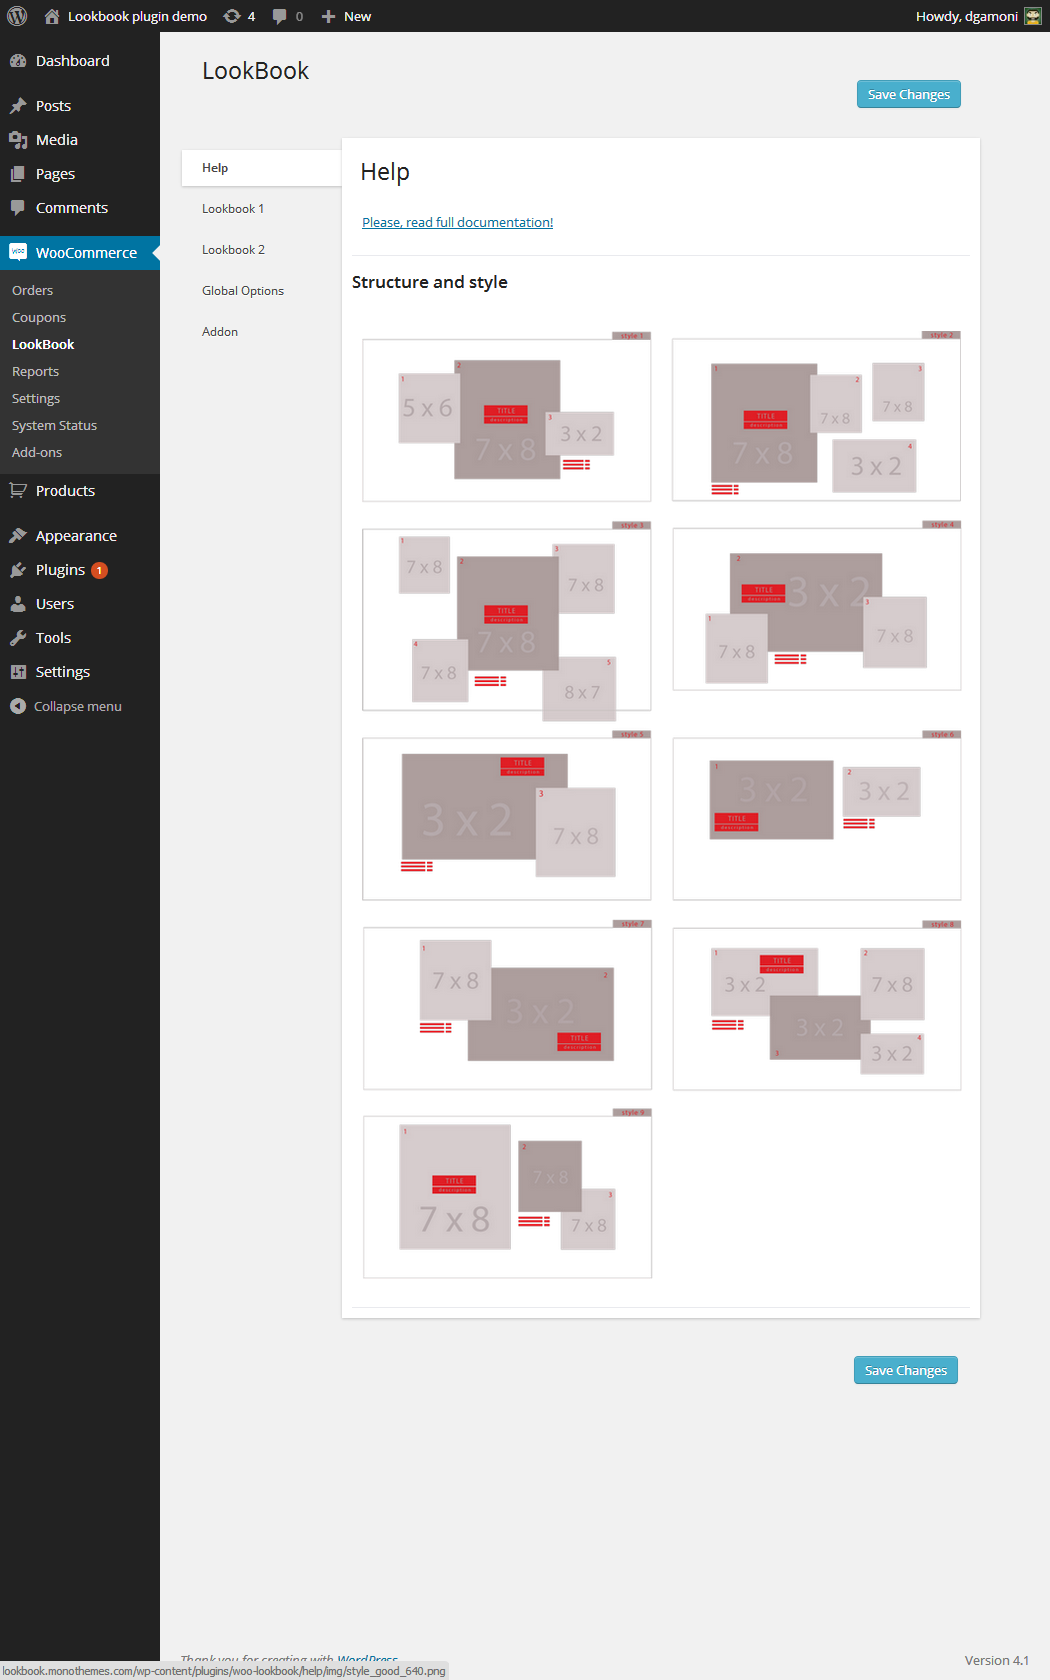 Lookbook plugin demo 4 0 New Howdy, dgamoni
Dashboard
Posts
Media
Pages
Comments
WooCommerce
Orders
Coupons
LookBook
Reports
Settings
System Status
Add-ons
Products
Appearance
Plugins 1
Users
Tools
Settings
Collapse menu
LookBook
Save Changes
Help
Lookbook 1
Lookbook 2
Global Options
Addon
Help
Please, read full documentation!
Structure and style
style 1
1
5 x 6
2
TITLE
description
7 x 8
3
3 x 2
style 2
1
TITLE
description
7 x 8
2
7 x 8
3
7 x 8
4
3 x 2
style 3
1
7 x 8
2
TITLE
description
7 x 8
3
7 x 8
4
7 x 8
5
8 x 7
style 4
2
TITLE
description
3 x 2
1
7 x 8
3
7 x 8
style 5
TITLE
description
3 x 2
3
7 x 8
style 6
1
3 x 2
TITLE
description
2
3 x 2
style 7
1
7 x 8
2
3 x 2
TITLE
description
style 8
1
TITLE
description
3 x 2
2
7 x 8
3 x 2
3
4
3 x 2
style 9
1
TITLE
description
7 x 8
2
7 x 8
3
7 x 8
Save Changes
Thank you for creating with WordPress.
Version 4.1
lookbook.monothemes.com/wp-content/plugins/woo-lookbook/help/img/style_good_640.png